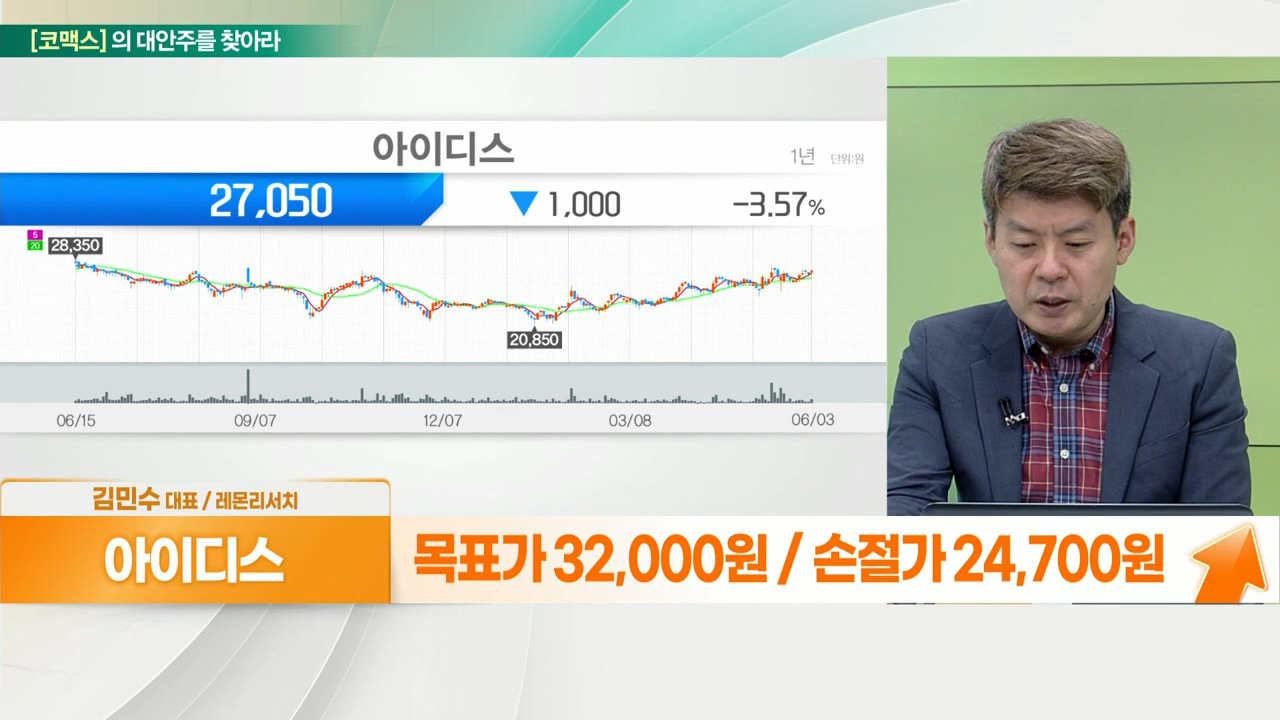 [코맥스] 의 대안주를 찾아라
아이디스
1년 단위:원
27,050 ▼ 1,000 -3.57%
5
20
28,350
20,850
06/15 09/07 12/07 03/08 06/03
김민수 대표 / 레몬리서치
아이디스
목표가 32,000원 / 손절가 24,700원